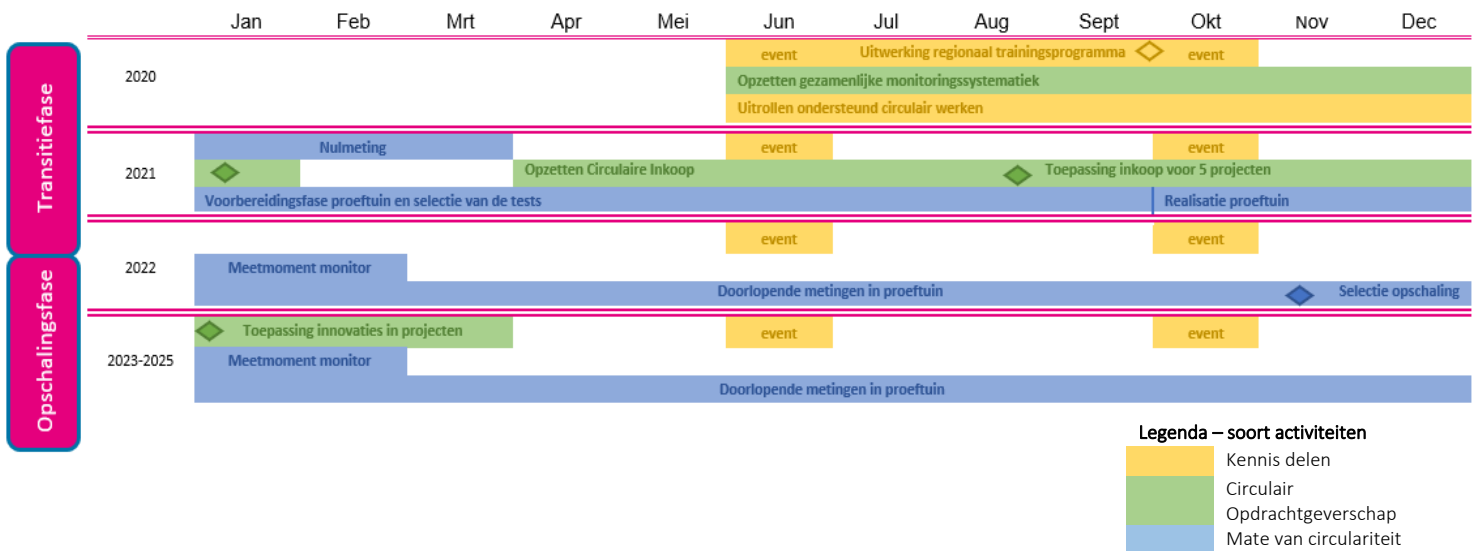 Jan Feb Mrt Apr Mei Jun Jul Aug Sept Okt Nov Dec
Transitiefase
2020
event Uitwerking regionaal trainingsprogramma event
Opzetten gezamenlijke monitoringssystematiek
Uitrollen ondersteund circulair werken
2021
Nulmeting event event
Opzetten Circulaire Inkoop Toepassing inkoop voor 5 projecten
Voorbereidingsfase proeftuin en selectie van de tests Realisatie proeftuin
Opschalingsfase
2022
event event
Meetmoment monitor
Doorlopende metingen in proeftuin Selectie opschaling
2023-2025
Toepassing innovaties in projecten event event
Meetmoment monitor
Doorlopende metingen in proeftuin
Legenda – soort activiteiten
Kennis delen
Circulair
Opdrachtgeverschap
Mate van circulariteit